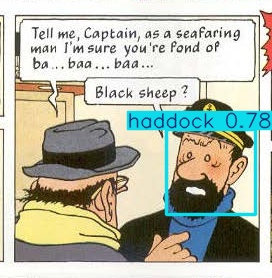 Tell me, Captain, as a seafaring
man I'm sure you're fond of
ba... baa... baa...
Black sheep?
haddock 0.78